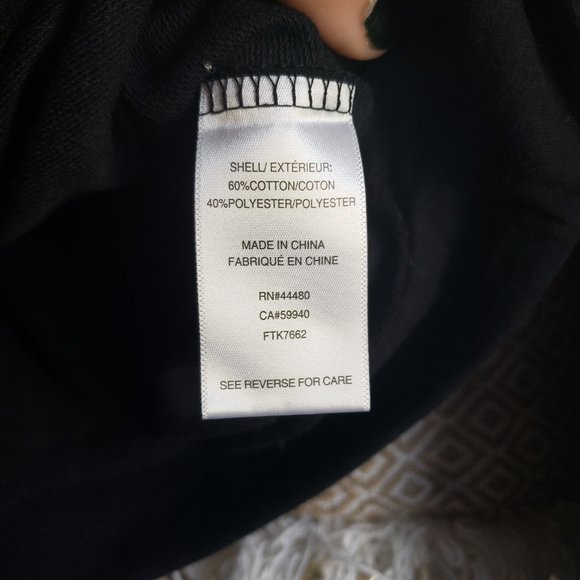 SHELL/ EXTÉRIEUR:
60%COTTON/COTON
40%POLYESTER/POLYESTER
MADE IN CHINA
FABRIQUÉ EN CHINE
RN#44480
CA#59940
FTK7662
SEE REVERSE FOR CARE